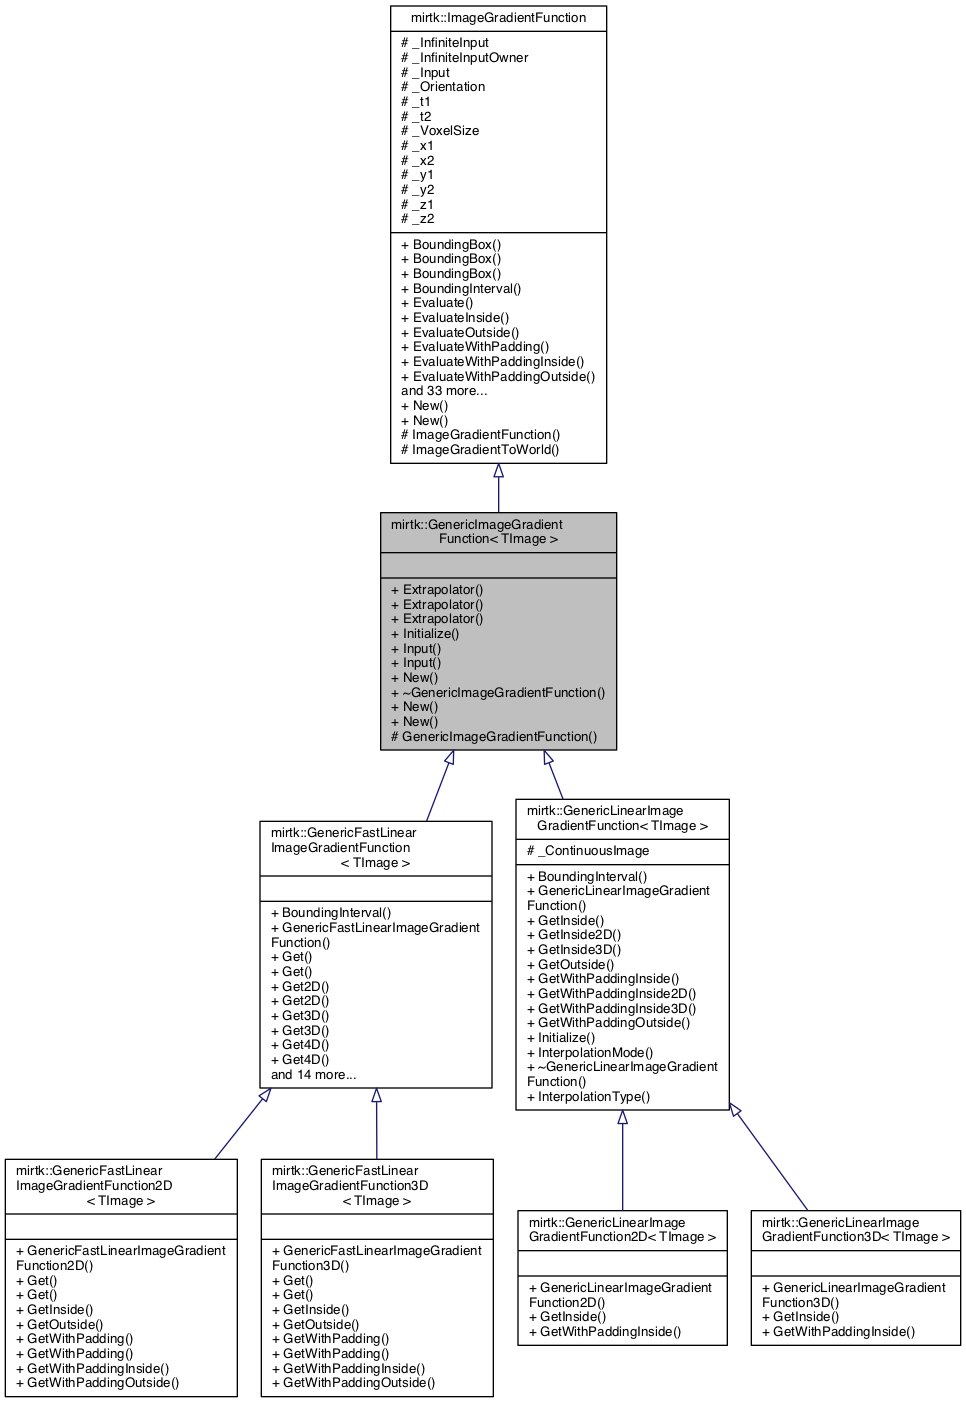 mirtk::ImageGradientFunction
# _InfiniteInput
# _InfiniteInputOwner
# _Input
# _Orientation
# _t1
# _t2
# _VoxelSize
# _x1
# _x2
# _y1
# _y2
# _z1
# _z2
+ BoundingBox()
+ BoundingBox()
+ BoundingBox()
+ BoundingInterval()
+ Evaluate()
+ EvaluateInside()
+ EvaluateOutside()
+ EvaluateWithPadding()
+ EvaluateWithPaddingInside()
+ EvaluateWithPaddingOutside()
and 33 more...
+ New()
+ New()
# ImageGradientFunction()
# ImageGradientToWorld()
mirtk::GenericImageGradient
Function< TImage >
+ Extrapolator()
+ Extrapolator()
+ Extrapolator()
+ Initialize()
+ Input()
+ Input()
+ New()
+ ~GenericImageGradientFunction()
+ New()
+ New()
# GenericImageGradientFunction()
mirtk::GenericFastLinear
ImageGradientFunction
< TImage >
+ BoundingInterval()
+ GenericFastLinearImageGradient
Function()
+ Get()
+ Get()
+ Get2D()
+ Get2D()
+ Get3D()
+ Get3D()
+ Get4D()
+ Get4D()
and 14 more...
mirtk::GenericLinearImage
GradientFunction< TImage >
# _ContinuousImage
+ BoundingInterval()
+ GenericLinearImageGradient
Function()
+ GetInside()
+ GetInside2D()
+ GetInside3D()
+ GetOutside()
+ GetWithPaddingInside()
+ GetWithPaddingInside2D()
+ GetWithPaddingInside3D()
+ GetWithPaddingOutside()
+ Initialize()
+ InterpolationMode()
+ ~GenericLinearImageGradient
Function()
+ InterpolationType()
mirtk::GenericFastLinear
ImageGradientFunction2D
< TImage >
+ GenericFastLinearImageGradient
Function2D()
+ Get()
+ Get()
+ GetInside()
+ GetOutside()
+ GetWithPadding()
+ GetWithPadding()
+ GetWithPaddingInside()
+ GetWithPaddingOutside()
mirtk::GenericFastLinear
ImageGradientFunction3D
< TImage >
+ GenericFastLinearImageGradient
Function3D()
+ Get()
+ Get()
+ GetInside()
+ GetOutside()
+ GetWithPadding()
+ GetWithPadding()
+ GetWithPaddingInside()
+ GetWithPaddingOutside()
mirtk::GenericLinearImage
GradientFunction2D< TImage >
+ GenericLinearImageGradient
Function2D()
+ GetInside()
+ GetWithPaddingInside()
mirtk::GenericLinearImage
GradientFunction3D< TImage >
+ GenericLinearImageGradient
Function3D()
+ GetInside()
+ GetWithPaddingInside()